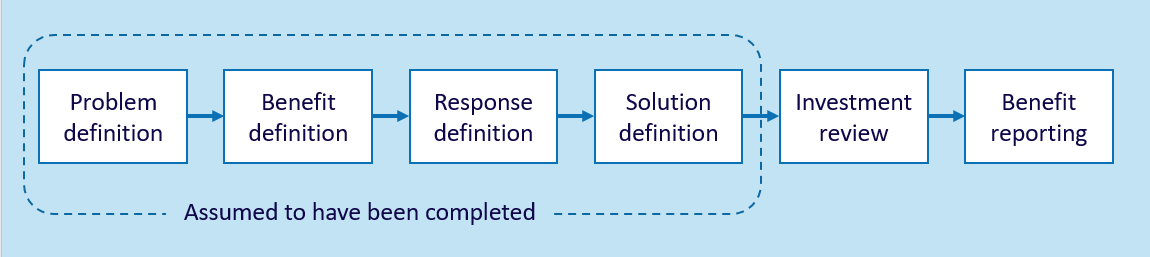 Problem
definition
Benefit
definition
Response
definition
Solution
definition
Investment
review
Benefit
reporting
Assumed to have been completed